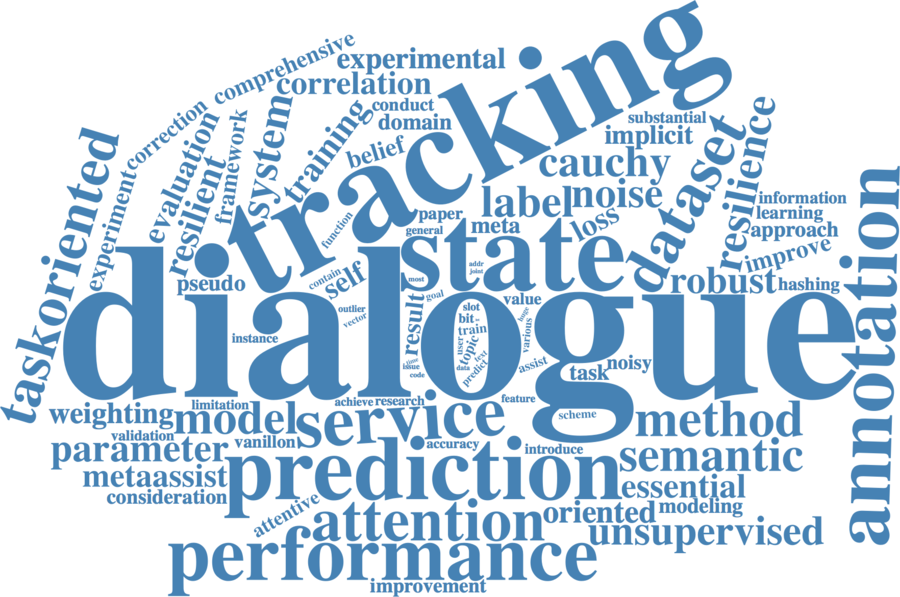 comprehensive
experimental
correlation
tracking
conduct
domain
substantial
implicit
correction
evaluation
framework
system
training
belief
cauchy
dataset
resilience
taskoriented
experiment
resilient
function
paper
general
label
noise
meta
loss
information
learning
approach
improve
annotation
pseudo
contain
self
most
state
addr
joint
robust
hashing
dialogue
outlier
vector
instance
result
goal
slot
bit
train
topic
user
text
data
predict
time
issue
code
value
huge
various
assist
task
noisy
weighting
limitation
model
achieve
research
service
feature
scheme
method
validation
vanillon
accuracy
introduce
parameter
prediction
semantic
metaassist
consideration
essential
attentive
attention
oriented
modeling
unsupervised
performance
improvement